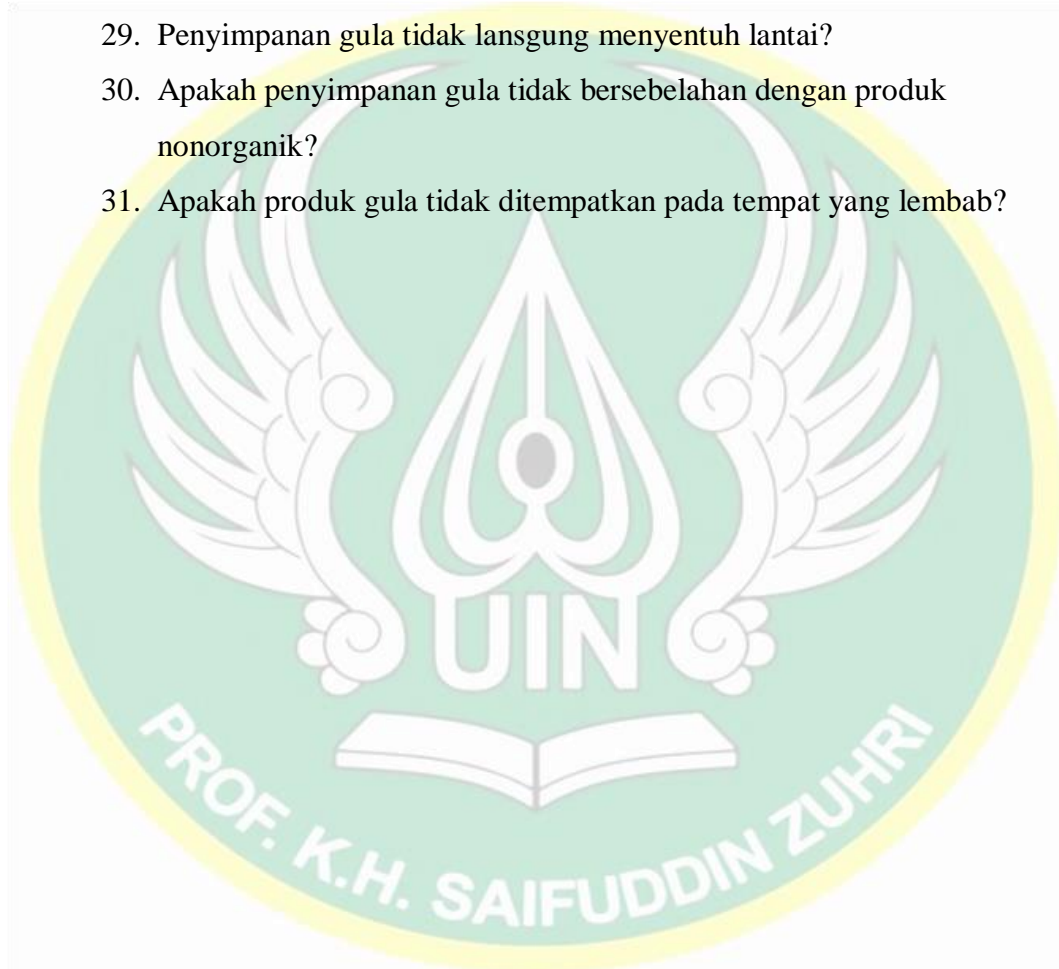 29. Penyimpanan gula tidak lansgung menyentuh lantai?
30. Apakah penyimpanan gula tidak bersebelahan dengan produk
nonorganik?
31. Apakah produk gula tidak ditempatkan pada tempat yang lembab?
UIN
PROF. K.H. SAIFUDDIN ZUHRI